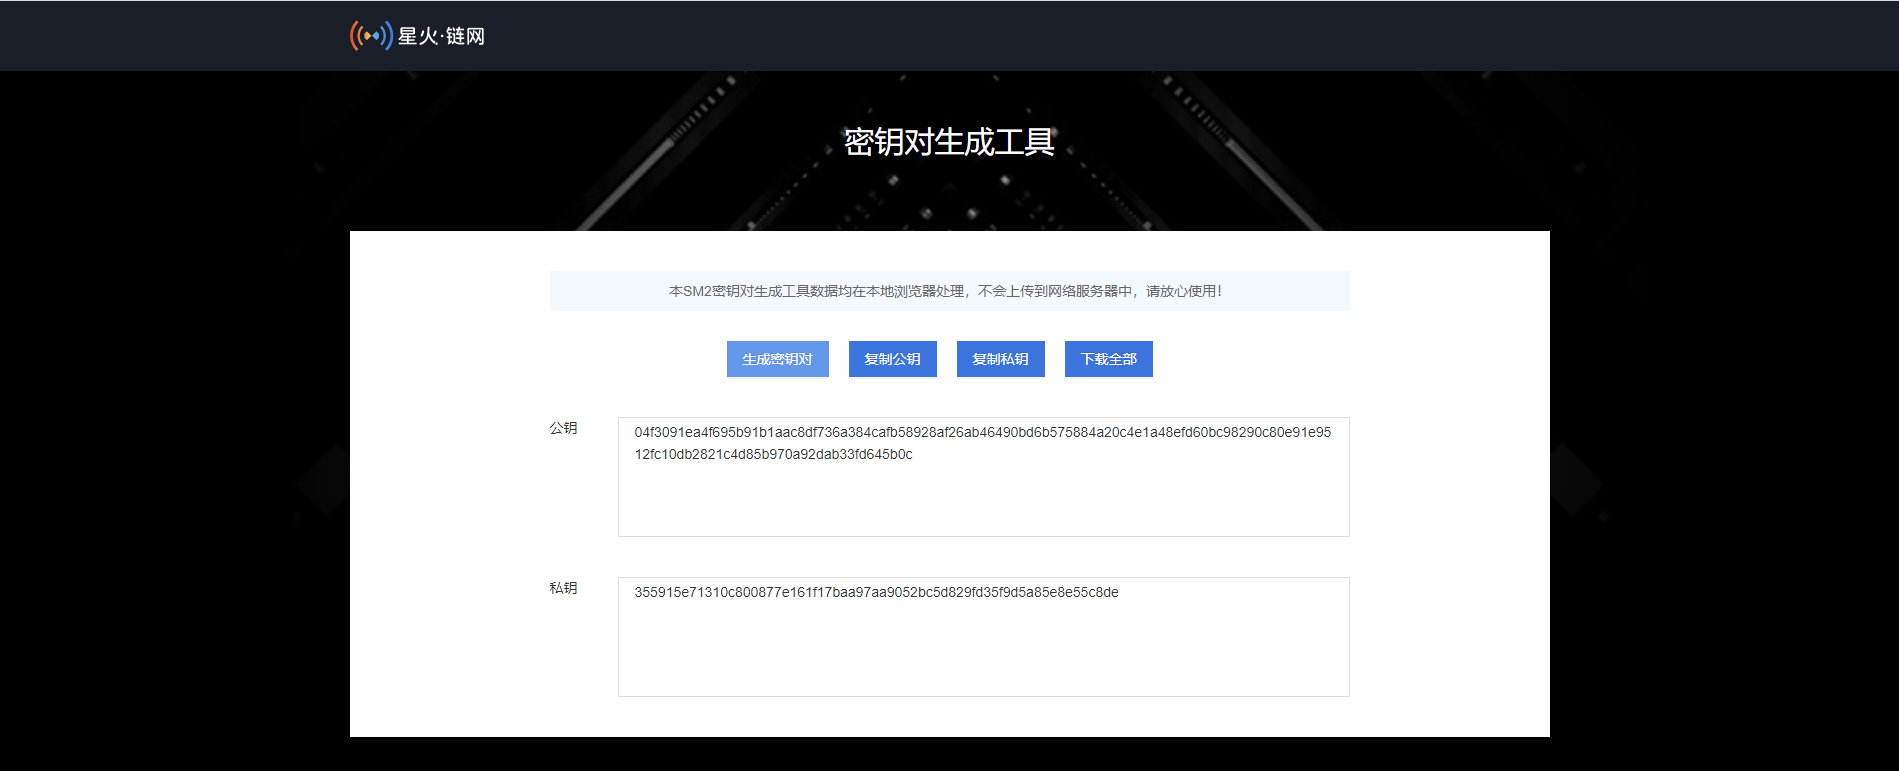 星火·链网
密钥对生成工具
本SM2密钥对生成工具数据均在本地浏览器处理，不会上传到网络服务器中，请放心使用！
生成密钥对 复制公钥 复制私钥 下载全部
公钥
04f3091ea4f695b91b1aac8df736a384cafb58928af26ab46490bd6b575884a20c4e1a48efd60bc98290c80e91e95
12fc10db2821c4d85b970a92dab33fd645b0c
私钥
355915e71310c800877e161f17baa97aa9052bc5d829fd35f9d5a85e8e55c8de